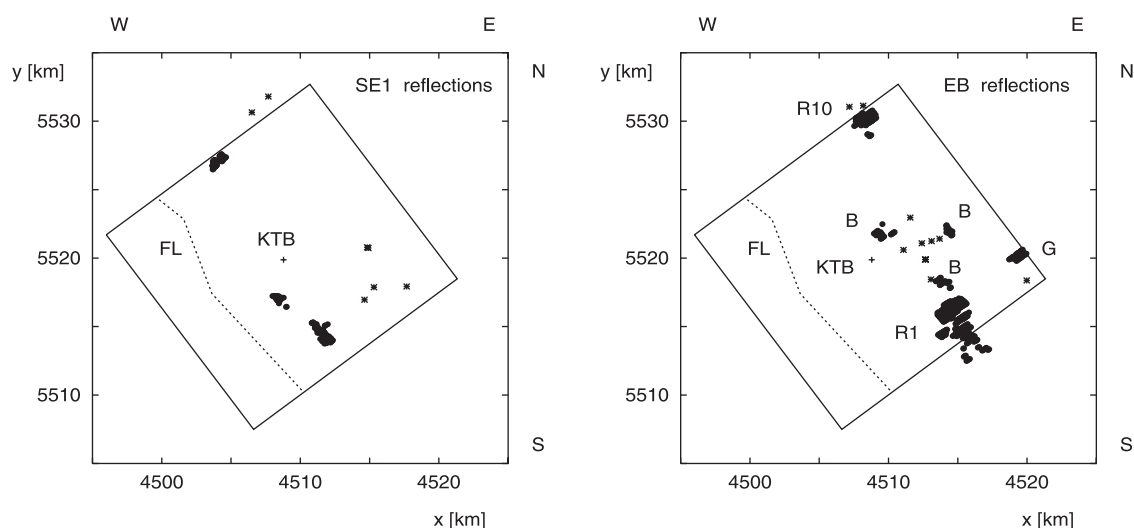 W E
y [km]
SE1 reflections
N
5530
FL
KTB
5520
5510
S
4500 4510 4520
x [km]
W E
y [km]
EB reflections
N
R10
5530
B
B
FL
G
5520
KTB
B
R1
5510
S
4500 4510 4520
x [km]